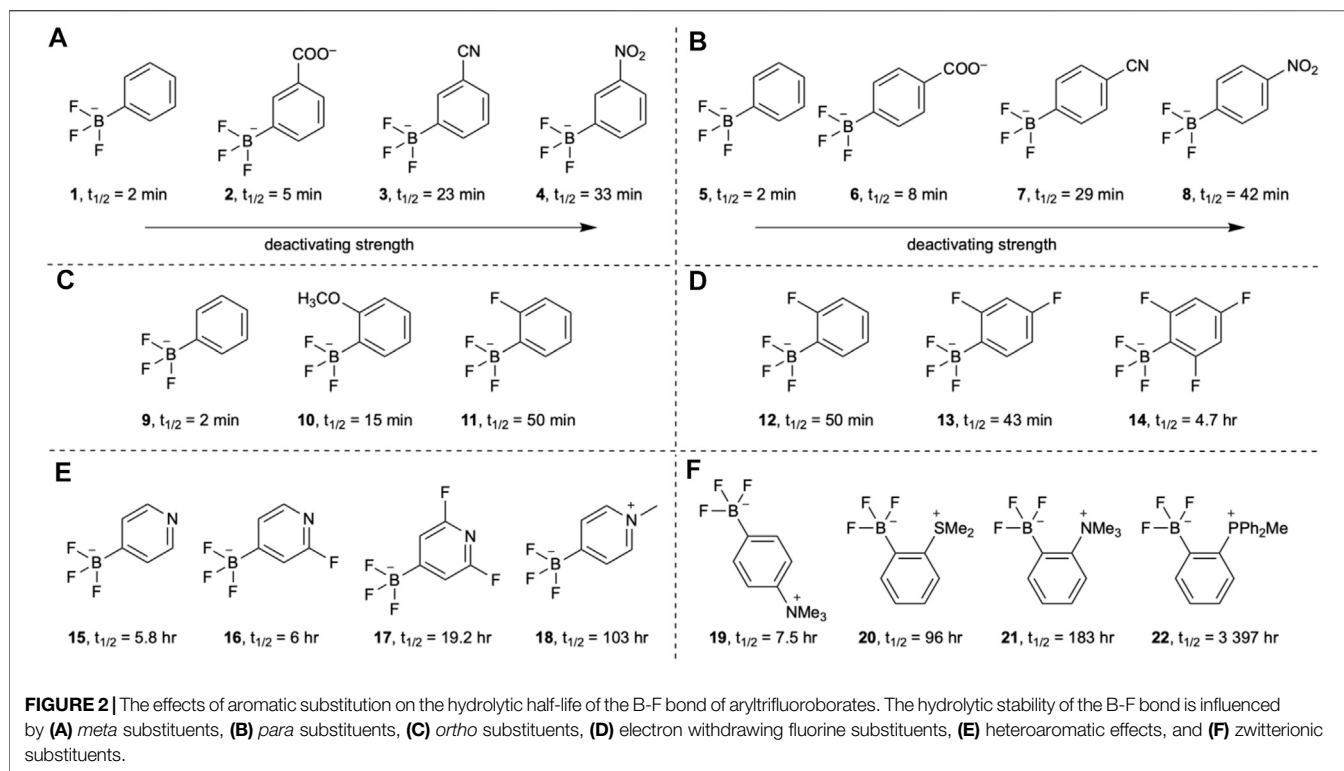 A
COO⁻
CN
NO₂
F
B⁻
F
F
F
B⁻
F
F
F
B⁻
F
F
F
B⁻
F
F
1, t₁/₂ = 2 min
2, t₁/₂ = 5 min
3, t₁/₂ = 23 min
4, t₁/₂ = 33 min
deactivating strength
B
COO⁻
CN
NO₂
F
B⁻
F
F
F
B⁻
F
F
F
B⁻
F
F
F
B⁻
F
F
5, t₁/₂ = 2 min
6, t₁/₂ = 8 min
7, t₁/₂ = 29 min
8, t₁/₂ = 42 min
deactivating strength
C
H₃CO
F
F
B⁻
F
F
F
B⁻
F
F
F
B⁻
F
F
9, t₁/₂ = 2 min
10, t₁/₂ = 15 min
11, t₁/₂ = 50 min
D
F
F
F
F
F
F
F
B⁻
F
F
F
B⁻
F
F
F
B⁻
F
F
12, t₁/₂ = 50 min
13, t₁/₂ = 43 min
14, t₁/₂ = 4.7 hr
E
F
N
N
N
N⁺
F
F
F
B⁻
F
F
F
B⁻
F
F
F
B⁻
F
F
F
B⁻
F
F
15, t₁/₂ = 5.8 hr
16, t₁/₂ = 6 hr
17, t₁/₂ = 19.2 hr
18, t₁/₂ = 103 hr
F
F
F
F
B⁻
NMe₃⁺
F
F
F
B⁻
SMe₂⁺
F
F
F
B⁻
NMe₃⁺
F
F
F
B⁻
PPh₂Me⁺
19, t₁/₂ = 7.5 hr
20, t₁/₂ = 96 hr
21, t₁/₂ = 183 hr
22, t₁/₂ = 3 397 hr
FIGURE 2 | The effects of aromatic substitution on the hydrolytic half-life of the B-F bond of aryltrifluoroborates. The hydrolytic stability of the B-F bond is influenced
by (A) meta substituents, (B) para substituents, (C) ortho substituents, (D) electron withdrawing fluorine substituents, (E) heteroaromatic effects, and (F) zwitterionic
substituents.